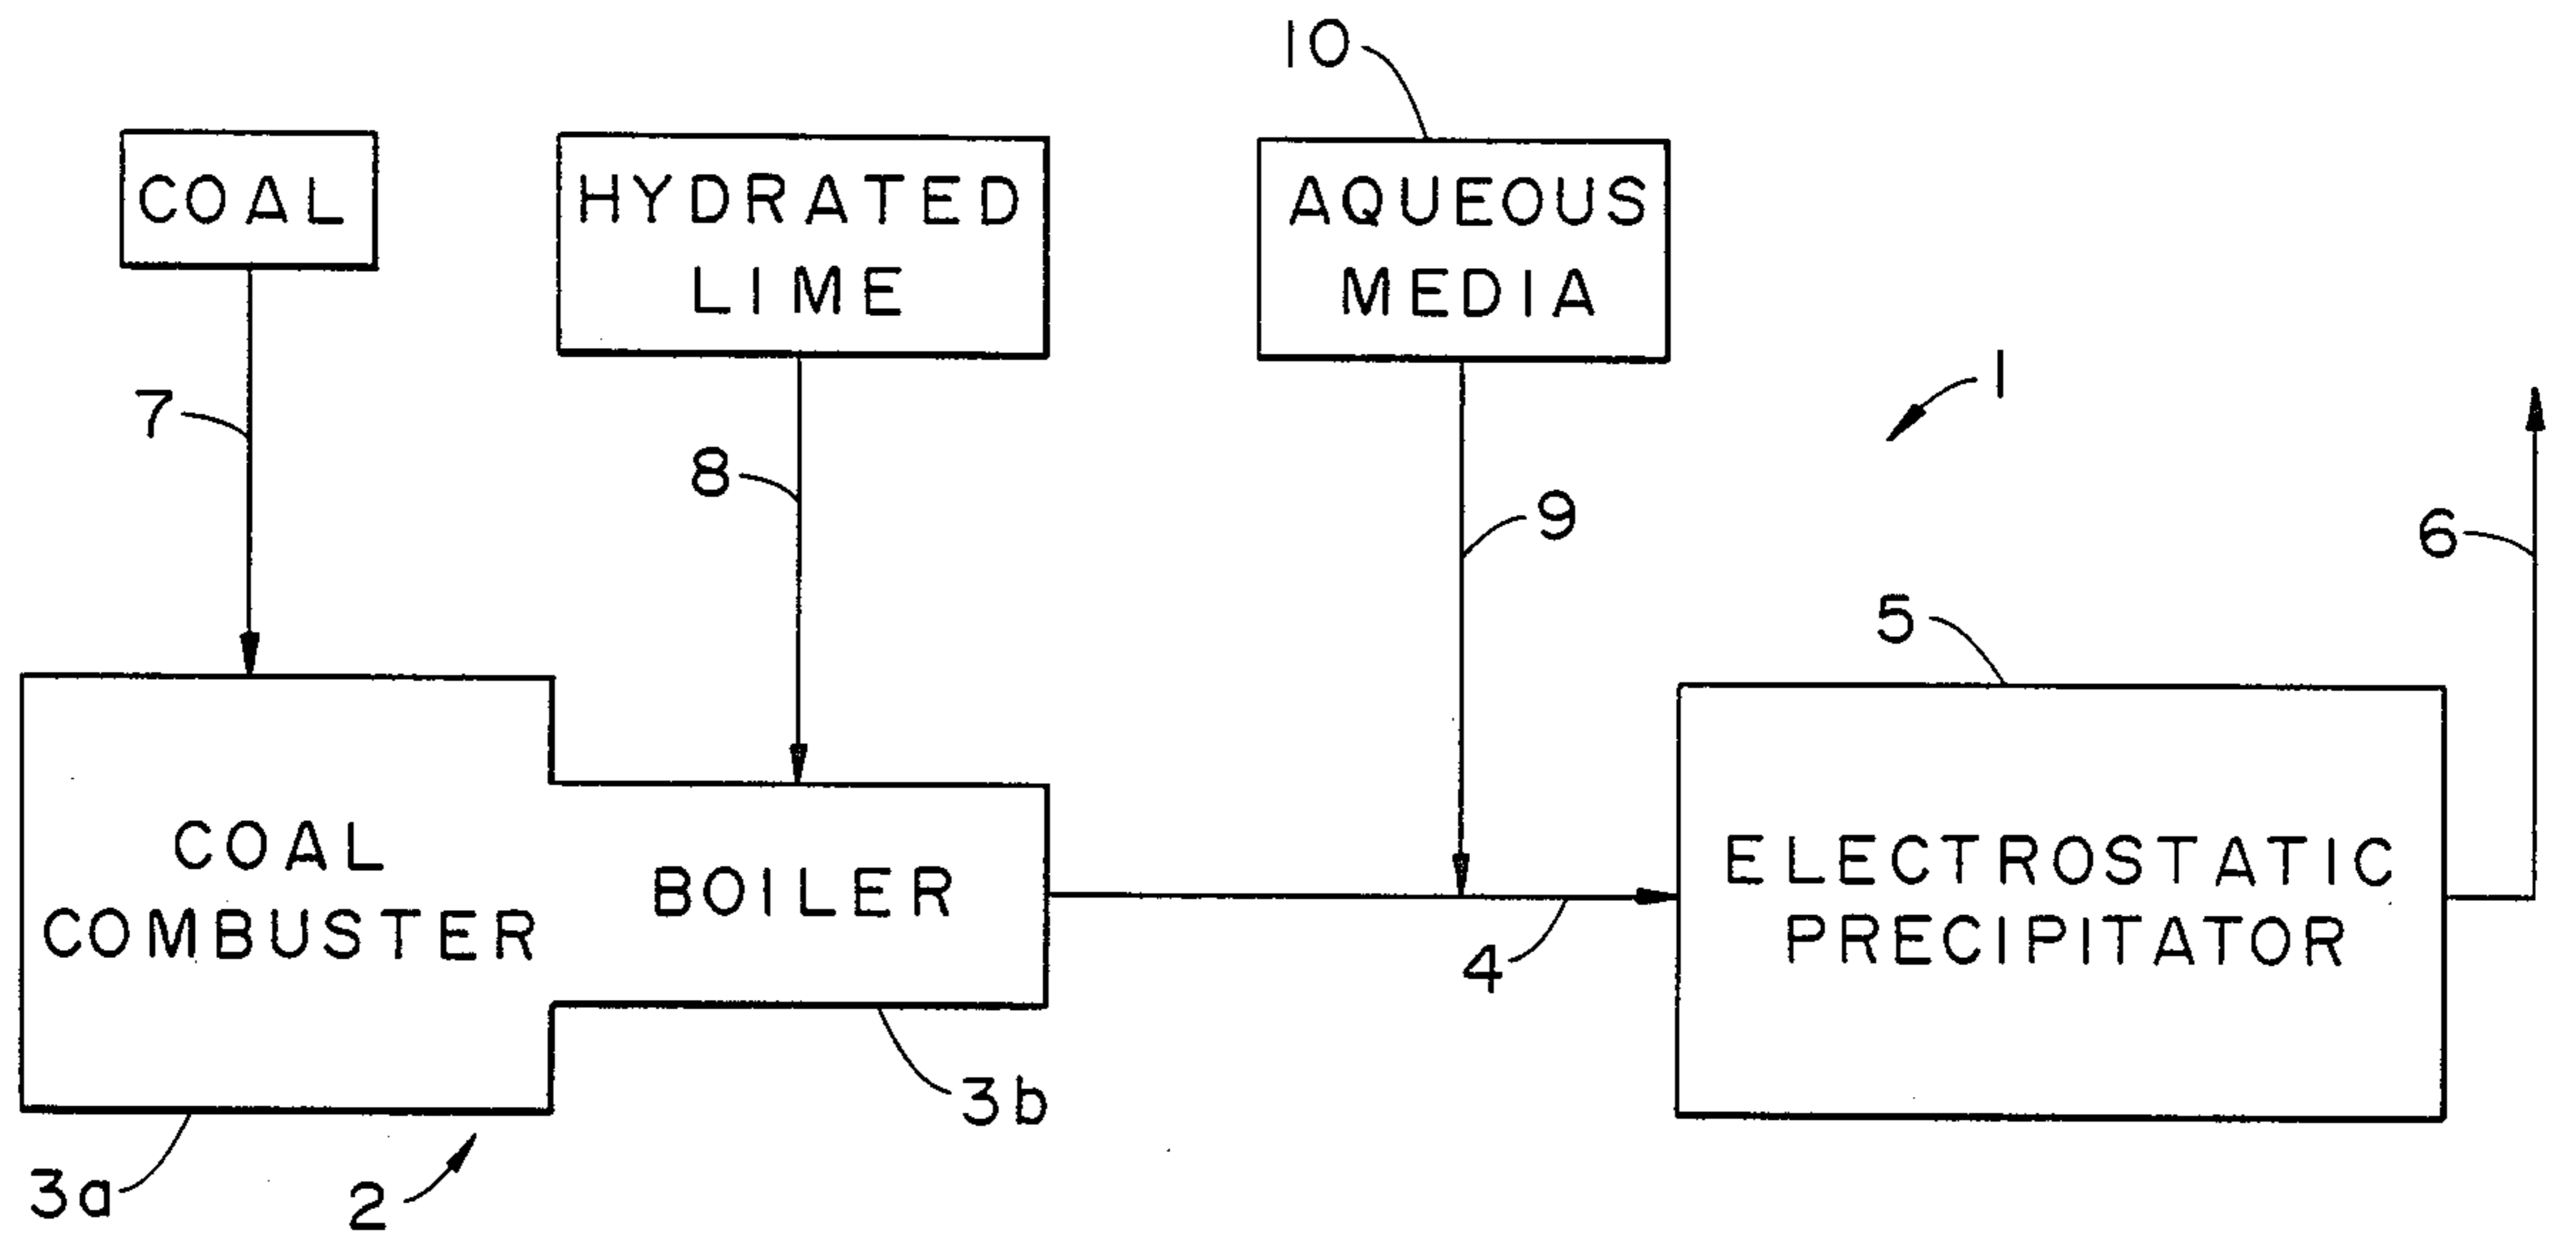 10
COAL
HYDRATED
LIME
AQUEOUS
MEDIA
1
7
8
9
6
5
COAL
COMBUSTER
BOILER
ELECTROSTATIC
PRECIPITATOR
4
3b
3a
2